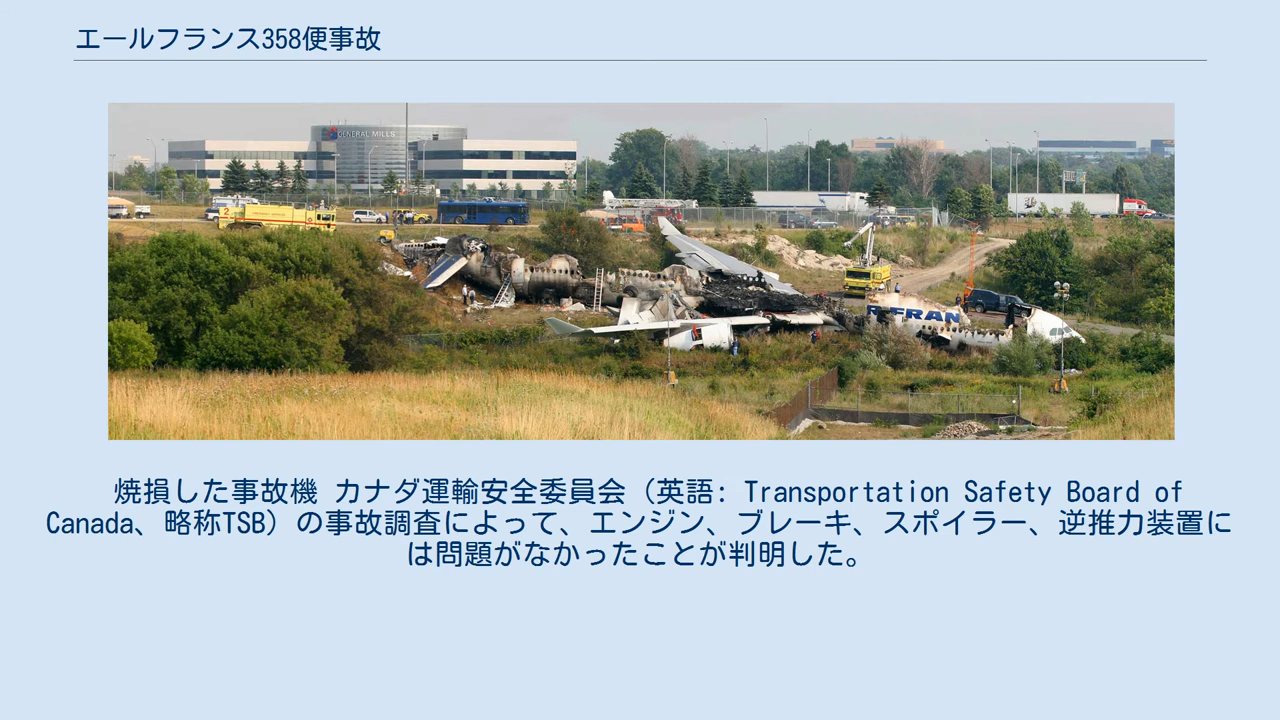 エールフランス358便事故
GENERAL MILLS
2
R FRAN
焼損した事故機 カナダ運輸安全委員会（英語: Transportation Safety Board of
Canada、略称TSB）の事故調査によって、エンジン、ブレーキ、スポイラー、逆推力装置に
は問題がなかったことが判明した。